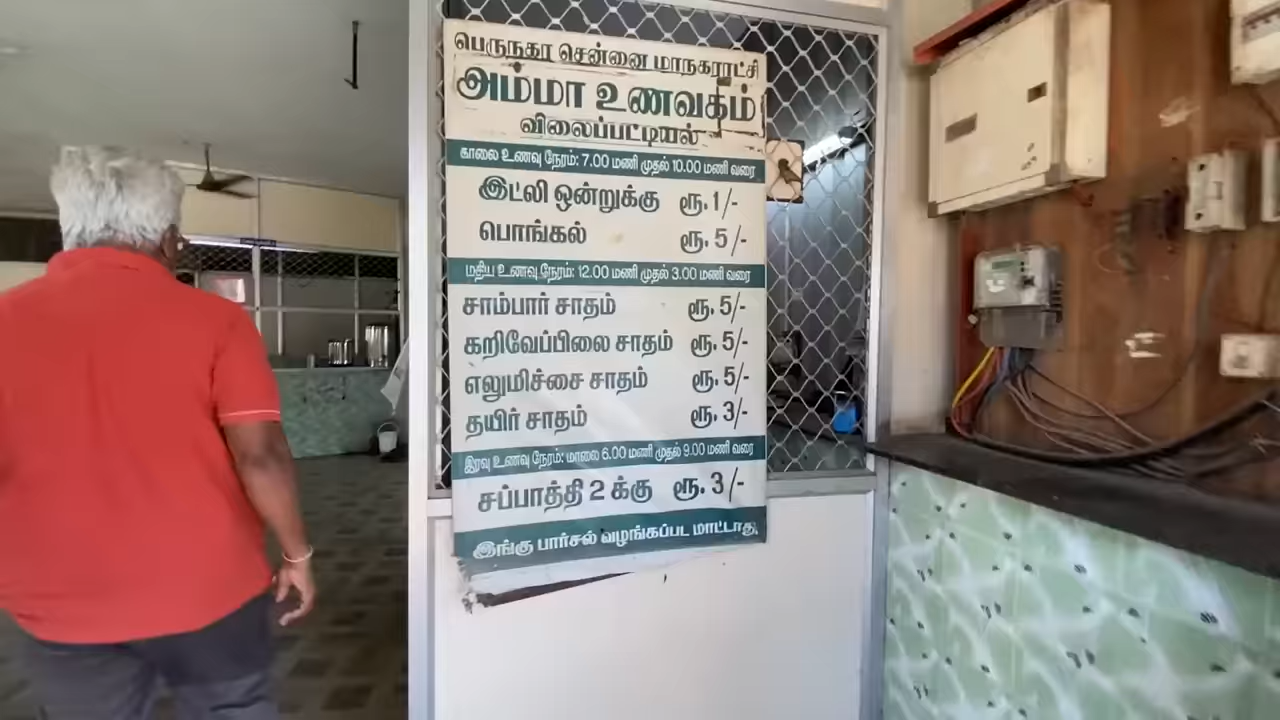 பெருநகர சென்னை மாநகராட்சி
அம்மா உணவகம்
விலைப்பட்டியல்
காலை உணவு நேரம்: 7.00 மணி முதல் 10.00 மணி வரை
இட்லி ஒன்றுக்கு ரூ. 1/-
பொங்கல் ரூ. 5/-
மதிய உணவு நேரம்: 12.00 மணி முதல் 3.00 மணி வரை
சாம்பார் சாதம் ரூ. 5/-
கறிவேப்பிலை சாதம் ரூ. 5/-
எலுமிச்சை சாதம் ரூ. 5/-
தயிர் சாதம் ரூ. 3/-
இரவு உணவு நேரம்: மாலை 6.00 மணி முதல் 9.00 மணி வரை
சப்பாத்தி 2 க்கு ரூ. 3/-
இங்கு பார்சல் வழங்கப்பட மாட்டாது